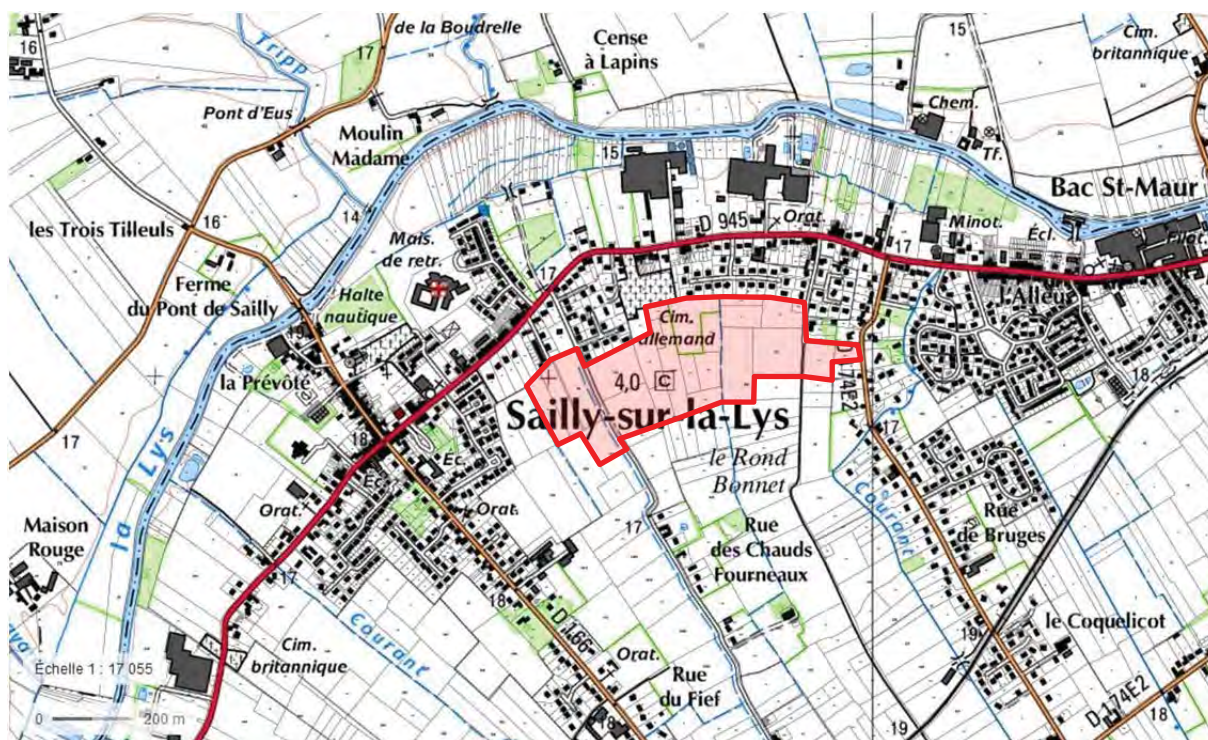 de la Boudrelle
16
17
15
Cense
à Lapins
Cim.
britannique
Tripp
Pont d'Eus
Moulin
Madame
15
Chem.
Tf.
Bac St-Maur
les Trois Tilleuls
16
14
Mais.
de retr.
D 945
Orat.
Minot.
Écl.
Filat.
17
17
17
Ferme
du Pont de Sailly
Halte
nautique
l'Alleu
Cim.
allemand
la Prévôté
4,0
C
18
Sailly-sur-la-Lys
17
18
17
le Rond
Bonnet
la Lys
Éc.
Éc.
Orat.
Orat.
Maison
Rouge
17
17
Rue
des Chauds
Fourneaux
Courant
Rue
de Bruges
18
D 166
le Coquelicot
19
Cim.
britannique
Courant
Orat.
Rue
du Fief
Échelle 1 : 17 055
0
200 m
18
19
D 174E2
18